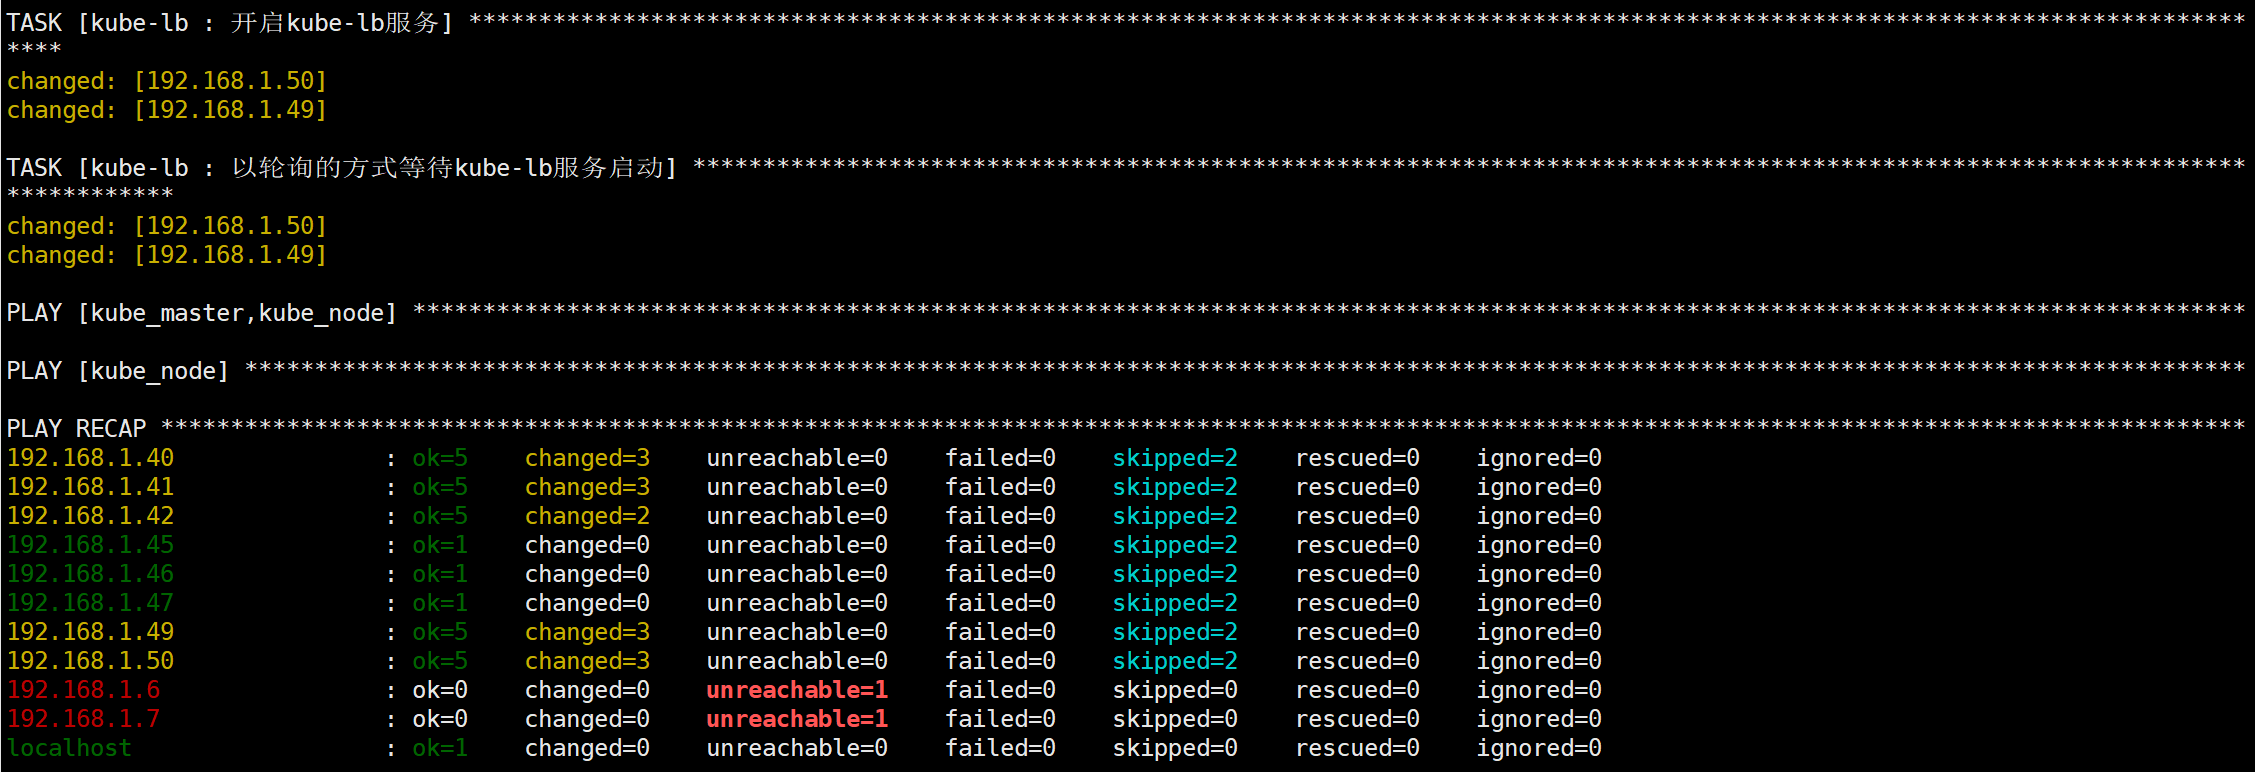 TASK [kube-lb : 开启kube-lb服务] *******************************************************************************************************************************
****
changed: [192.168.1.50]
changed: [192.168.1.49]
TASK [kube-lb : 以轮询的方式等待kube-lb服务启动] ***************************************************************************************************************
************
changed: [192.168.1.50]
changed: [192.168.1.49]
PLAY [kube_master,kube_node] ***********************************************************************************************************************************
PLAY [kube_node] ***********************************************************************************************************************************************
PLAY RECAP *****************************************************************************************************************************************************
192.168.1.40 : ok=5 changed=3 unreachable=0 failed=0 skipped=2 rescued=0 ignored=0
192.168.1.41 : ok=5 changed=3 unreachable=0 failed=0 skipped=2 rescued=0 ignored=0
192.168.1.42 : ok=5 changed=2 unreachable=0 failed=0 skipped=2 rescued=0 ignored=0
192.168.1.45 : ok=1 changed=0 unreachable=0 failed=0 skipped=2 rescued=0 ignored=0
192.168.1.46 : ok=1 changed=0 unreachable=0 failed=0 skipped=2 rescued=0 ignored=0
192.168.1.47 : ok=1 changed=0 unreachable=0 failed=0 skipped=2 rescued=0 ignored=0
192.168.1.49 : ok=5 changed=3 unreachable=0 failed=0 skipped=2 rescued=0 ignored=0
192.168.1.50 : ok=5 changed=3 unreachable=0 failed=0 skipped=2 rescued=0 ignored=0
192.168.1.6 : ok=0 changed=0 unreachable=1 failed=0 skipped=0 rescued=0 ignored=0
192.168.1.7 : ok=0 changed=0 unreachable=1 failed=0 skipped=0 rescued=0 ignored=0
localhost : ok=1 changed=0 unreachable=0 failed=0 skipped=0 rescued=0 ignored=0